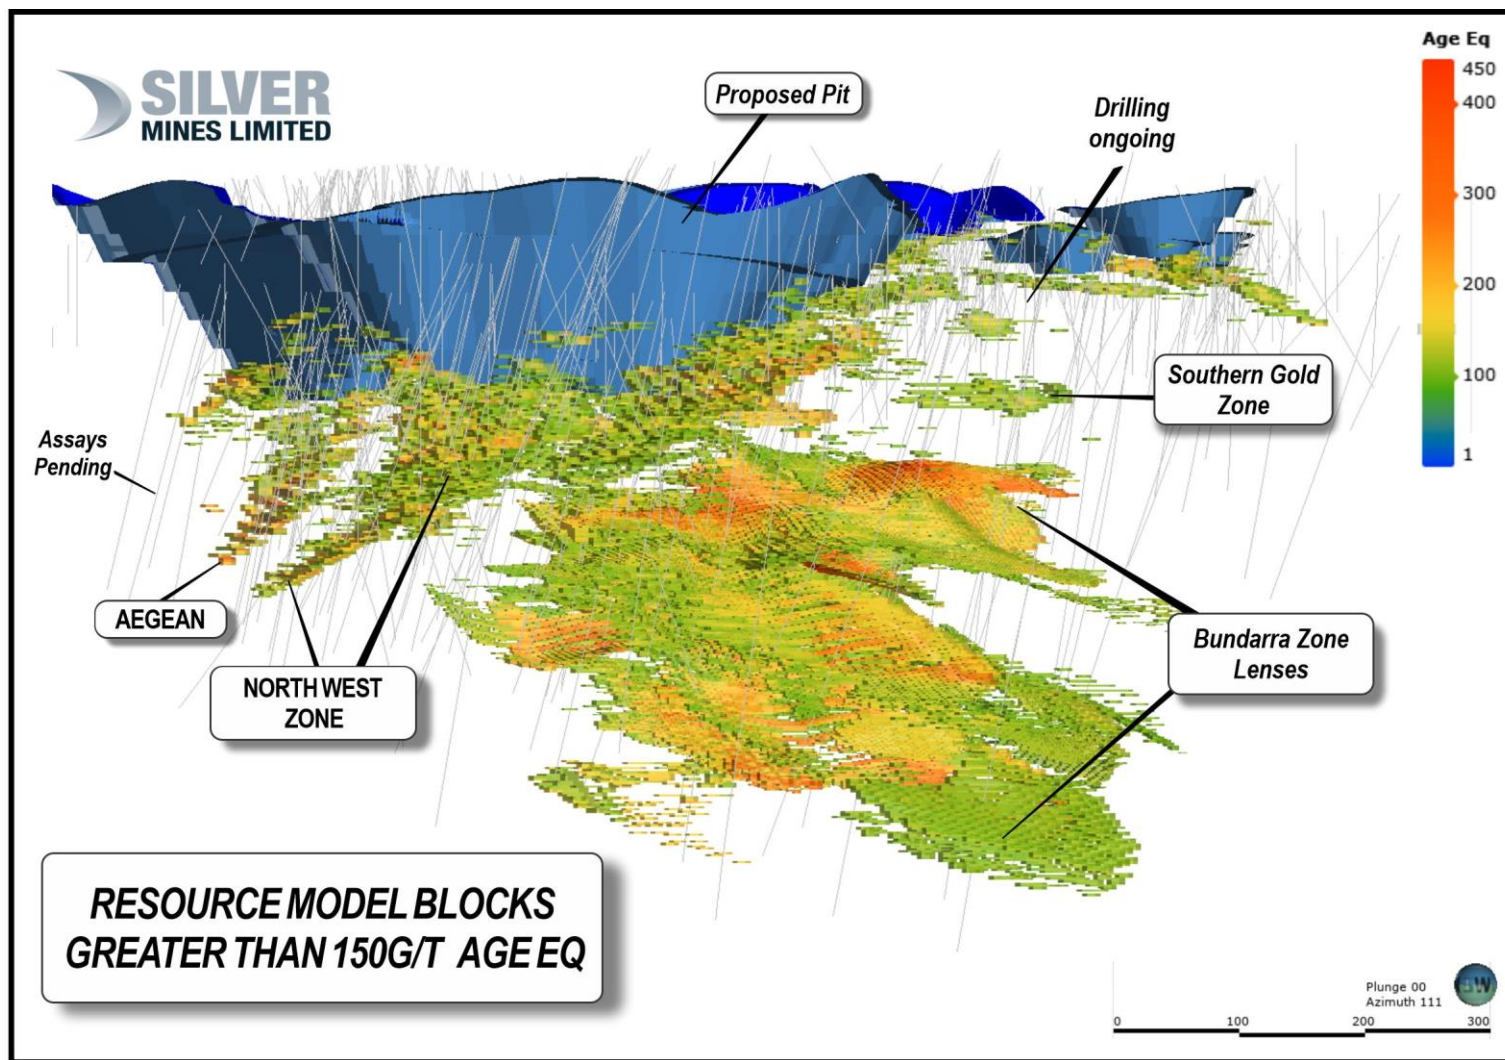 SILVER
MINES LIMITED
Proposed Pit
Drilling
ongoing
Age Eq
450
400
300
200
100
1
Southern Gold
Zone
Assays
Pending
AEGEAN
NORTH WEST
ZONE
Bundarra Zone
Lenses
RESOURCE MODEL BLOCKS
GREATER THAN 150G/T AGE EQ
Plunge 00
Azimuth 111
0 100 200 300